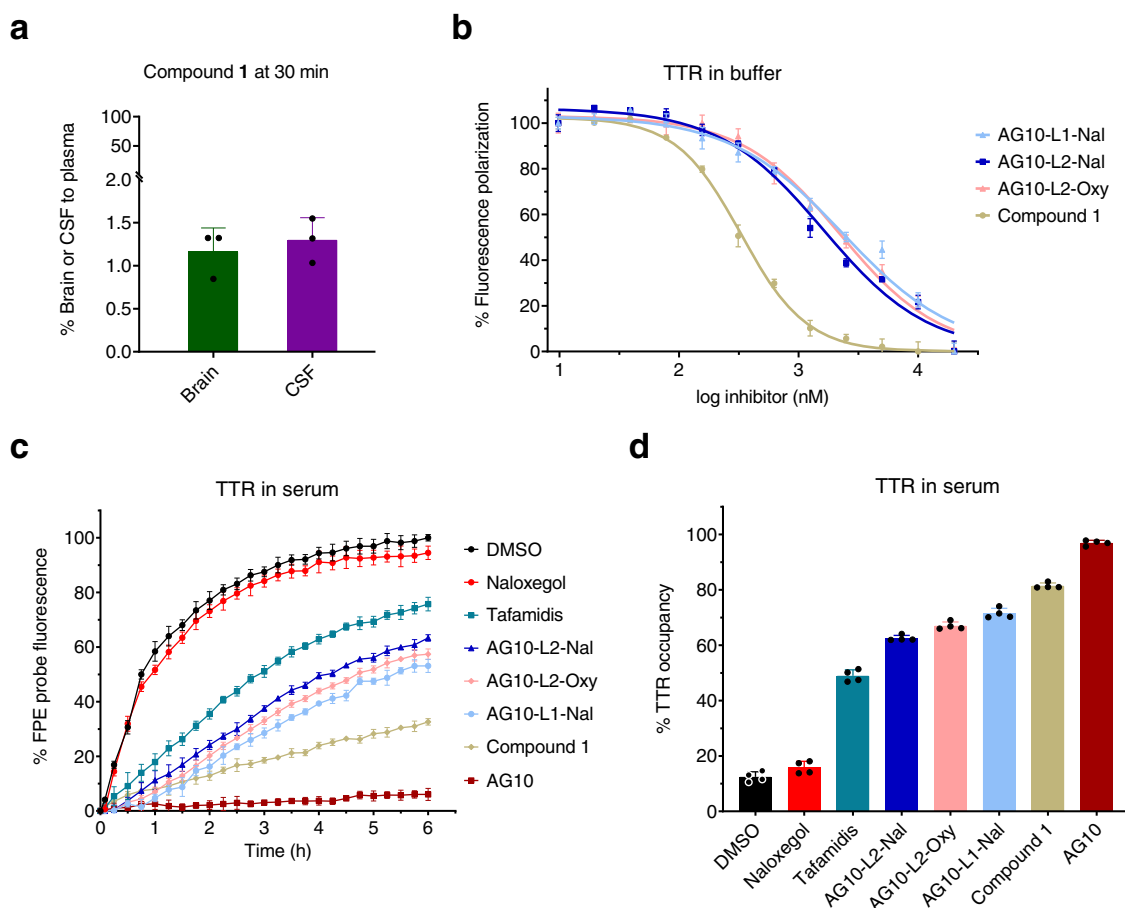 a
Compound 1 at 30 min
% Brain or CSF to plasma
100
50
2.0
1.5
1.0
0.5
0.0
Brain
CSF
b
TTR in buffer
% Fluorescence polarization
100
80
60
40
20
0
1
2
3
4
log inhibitor (nM)
AG10-L1-Nal
AG10-L2-Nal
AG10-L2-Oxy
Compound 1
c
TTR in serum
% FPE probe fluorescence
100
80
60
40
20
0
0
1
2
3
4
5
6
Time (h)
DMSO
Naloxegol
Tafamidis
AG10-L2-Nal
AG10-L2-Oxy
AG10-L1-Nal
Compound 1
AG10
d
TTR in serum
% TTR occupancy
100
80
60
40
20
0
DMSO
Naloxegol
Tafamidis
AG10-L2-Nal
AG10-L2-Oxy
AG10-L1-Nal
Compound 1
AG10